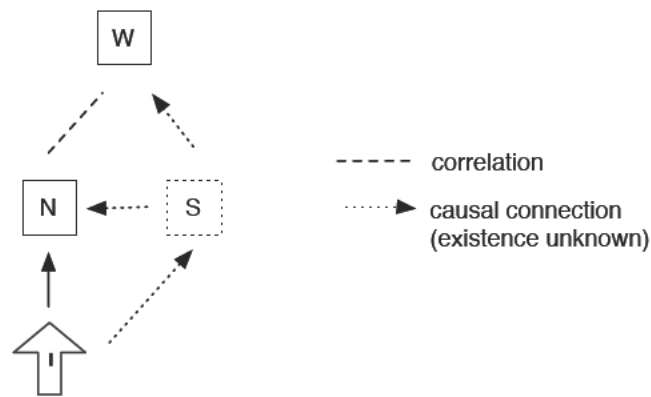 W
N
S
I
correlation
causal connection
(existence unknown)